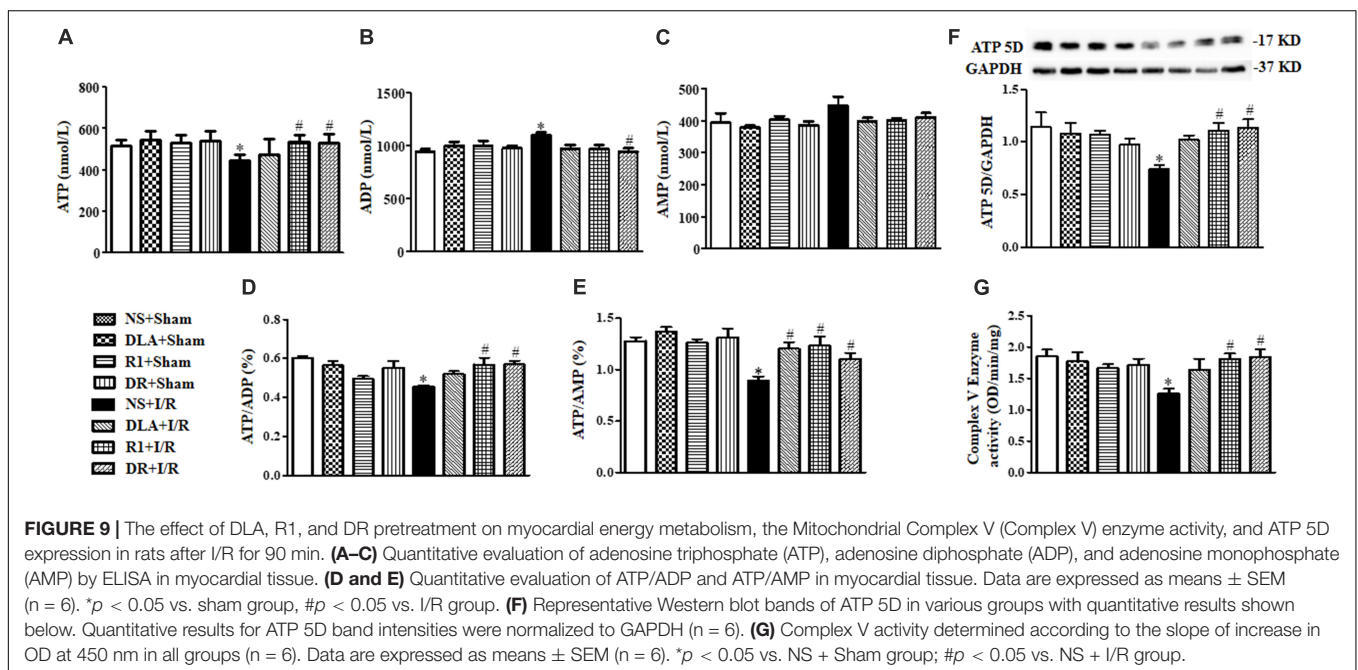 A
B
C
F
ATP 5D
-17 KD
GAPDH
-37 KD
ATP (nmol/L)
800
600
400
200
0
*
#
#
ADP (nmol/L)
1500
1000
500
0
*
#
AMP (nmol/L)
500
400
300
200
100
0
ATP 5D/GAPDH
1.5
1.0
0.5
0.0
*
#
#
D
E
G
NS+Sham
DLA+Sham
R1+Sham
DR+Sham
NS+I/R
DLA+I/R
R1+I/R
DR+I/R
ATP/ADP (%)
0.8
0.6
0.4
0.2
0.0
*
#
#
ATP/AMP (%)
1.5
1.0
0.5
0.0
*
#
#
#
Complex V Enzyme
activity (OD/min/mg)
2.5
2.0
1.5
1.0
0.5
0.0
*
#
#
FIGURE 9 | The effect of DLA, R1, and DR pretreatment on myocardial energy metabolism, the Mitochondrial Complex V (Complex V) enzyme activity, and ATP 5D
expression in rats after I/R for 90 min. (A–C) Quantitative evaluation of adenosine triphosphate (ATP), adenosine diphosphate (ADP), and adenosine monophosphate
(AMP) by ELISA in myocardial tissue. (D and E) Quantitative evaluation of ATP/ADP and ATP/AMP in myocardial tissue. Data are expressed as means ± SEM
(n = 6). *p < 0.05 vs. sham group, #p < 0.05 vs. I/R group. (F) Representative Western blot bands of ATP 5D in various groups with quantitative results shown
below. Quantitative results for ATP 5D band intensities were normalized to GAPDH (n = 6). (G) Complex V activity determined according to the slope of increase in
OD at 450 nm in all groups (n = 6). Data are expressed as means ± SEM (n = 6). *p < 0.05 vs. NS + Sham group; #p < 0.05 vs. NS + I/R group.